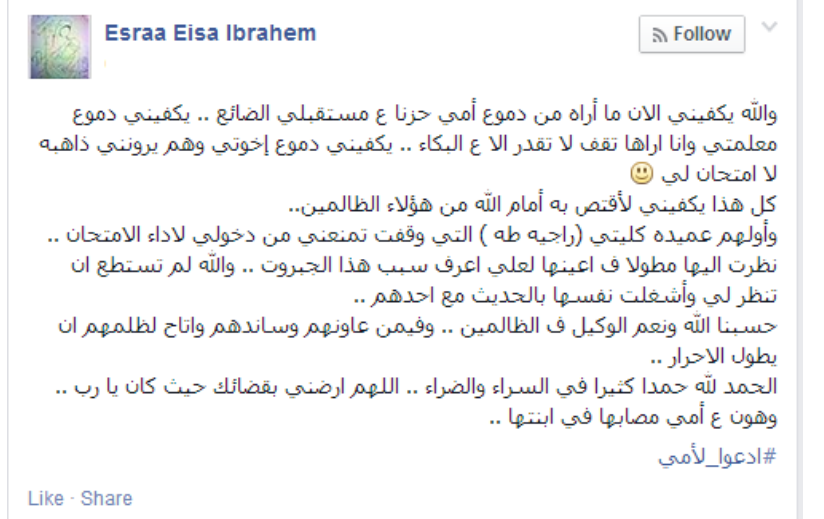 Esraa Eisa Ibrahem
Follow
والله يكفيني الان ما أراه من دموع أمي حزنا ع مستقبلي الضائع .. يكفيني دموع
معلمتي وانا اراها تقف لا تقدر الا ع البكاء .. يكفيني دموع إخوتي وهم يرونني ذاهبه
لا امتحان لي
كل هذا يكفيني لأقتص به أمام الله من هؤلاء الظالمين..
وأولهم عميده كليتي (راجيه طه ) التي وقفت تمنعني من دخولي لاداء الامتحان ..
نظرت اليها مطولا ف اعينها لعلي اعرف سبب هذا الجبروت .. والله لم تستطع ان
تنظر لي وأشغلت نفسها بالحديث مع احدهم ..
حسبنا الله ونعم الوكيل ف الظالمين .. وفيمن عاونهم وساندهم واتاح لظلمهم ان
يطول الاحرار ..
الحمد لله حمدا كثيرا في السراء والضراء .. اللهم ارضني بقضائك حيث كان يا رب ..
وهون ع أمي مصابها في ابنتها ..
#ادعوا_لأمي
Like · Share